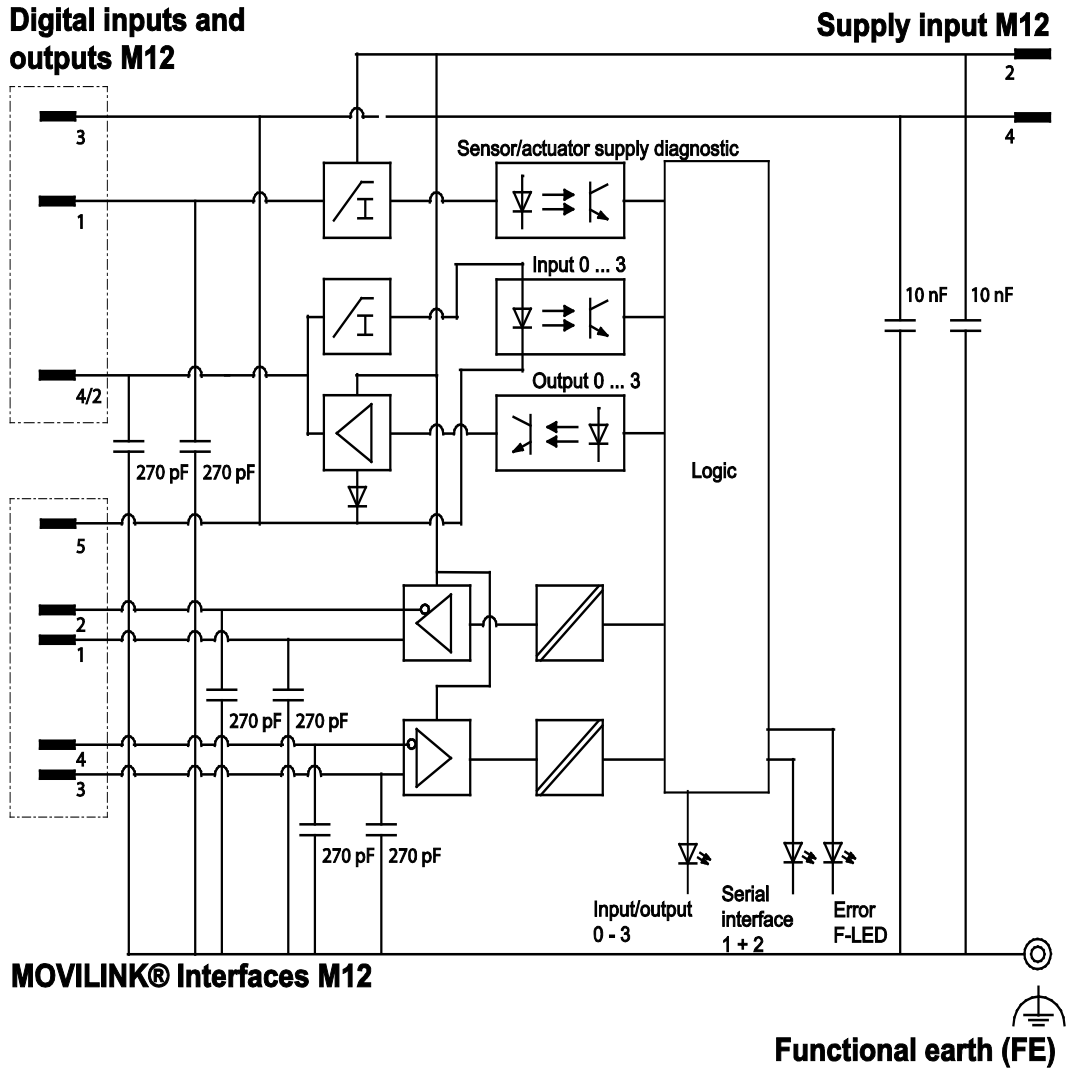 Digital inputs and
outputs M12
Supply input M12
2
3
4
Sensor/actuator supply diagnostic
1
Input 0 ... 3
10 nF
10 nF
4/2
Output 0 ... 3
270 pF
270 pF
Logic
5
2
1
270 pF
270 pF
4
3
270 pF
270 pF
Input/output
0 - 3
Serial
interface
1 + 2
Error
F-LED
MOVILINK® Interfaces M12
Functional earth (FE)